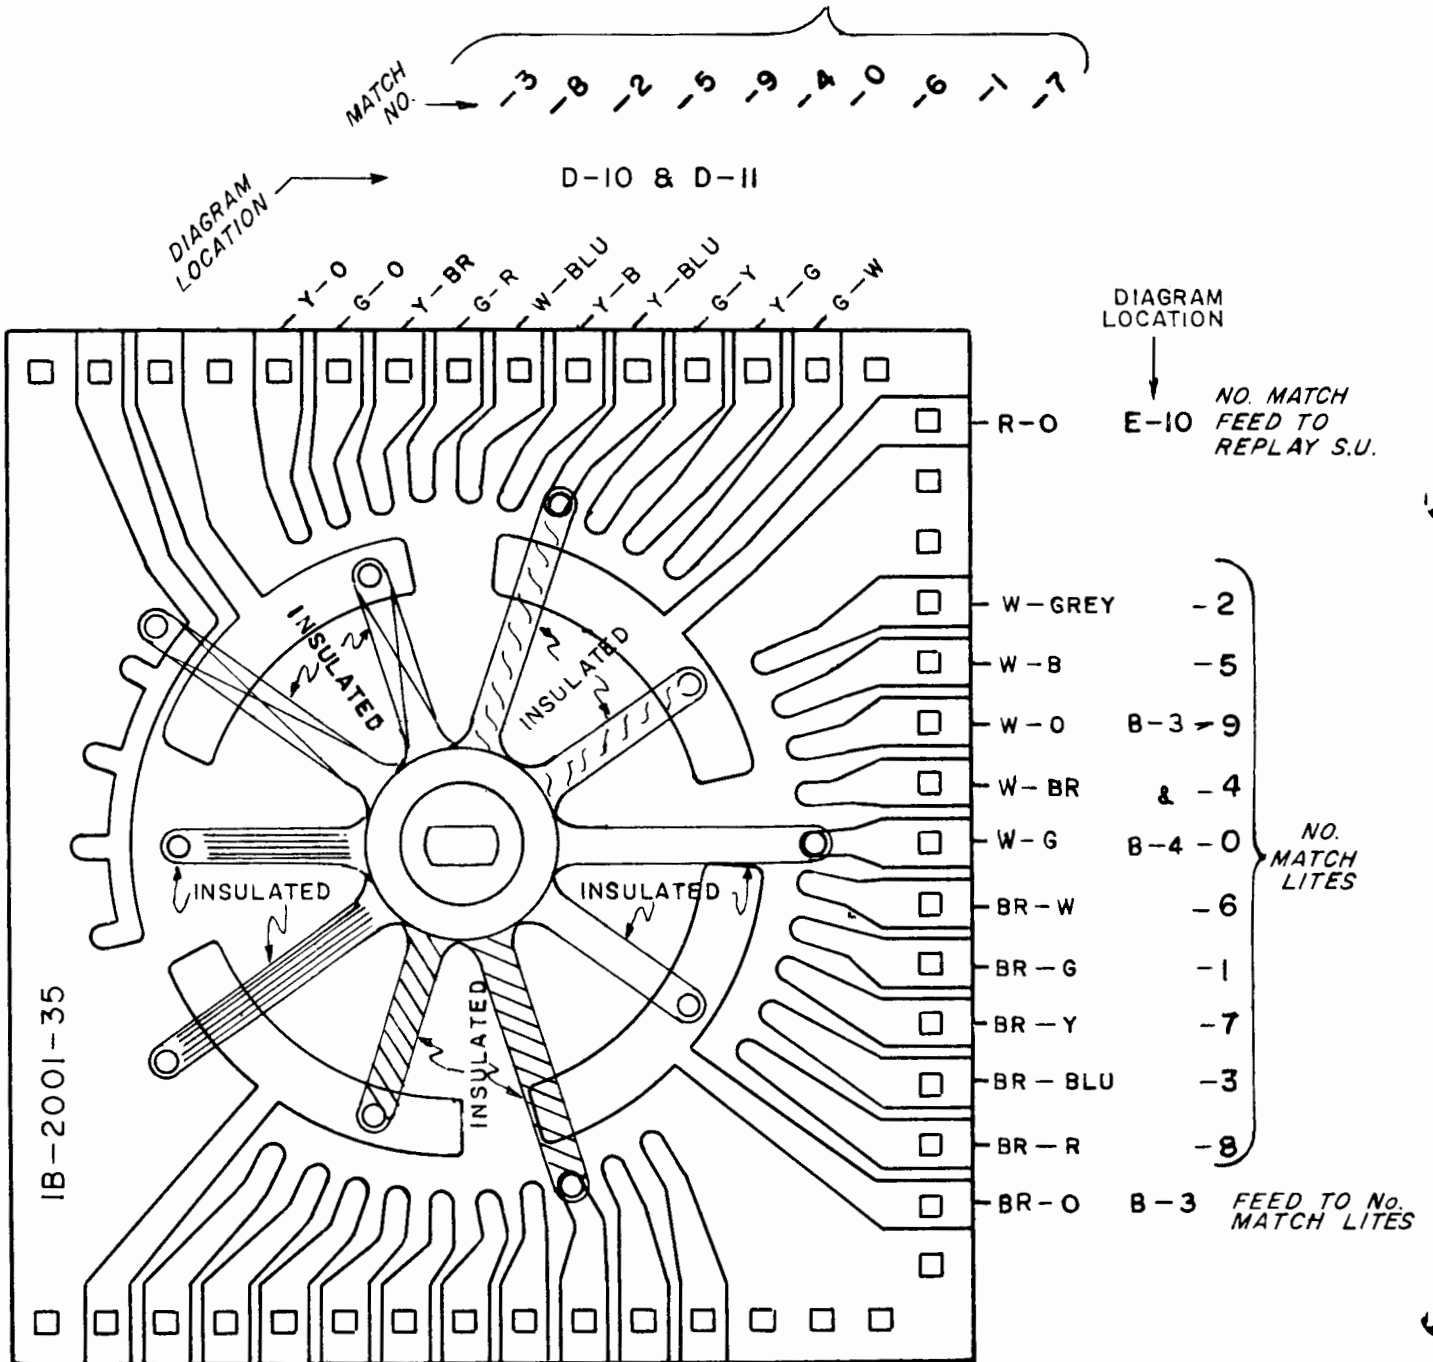 MATCH
NO.
-3 -8 -2 -5 -9 -4 -0 -6 -1 -7
DIAGRAM
LOCATION
D-10 & D-11
Y-O
G-O
Y-BR
G-R
W-BLU
Y-B
Y-BLU
G-Y
Y-G
G-W
DIAGRAM
LOCATION
R-O E-10
NO. MATCH
FEED TO
REPLAY S.U.
W-GREY -2
W-B -5
W-O B-3 -9
W-BR & -4
W-G B-4 -0
BR-W -6
BR-G -1
BR-Y -7
BR-BLU -3
BR-R -8
NO.
MATCH
LITES
BR-O B-3
FEED TO NO.
MATCH LITES
INSULATED
INSULATED
INSULATED
INSULATED
INSULATED
1B-2001-35